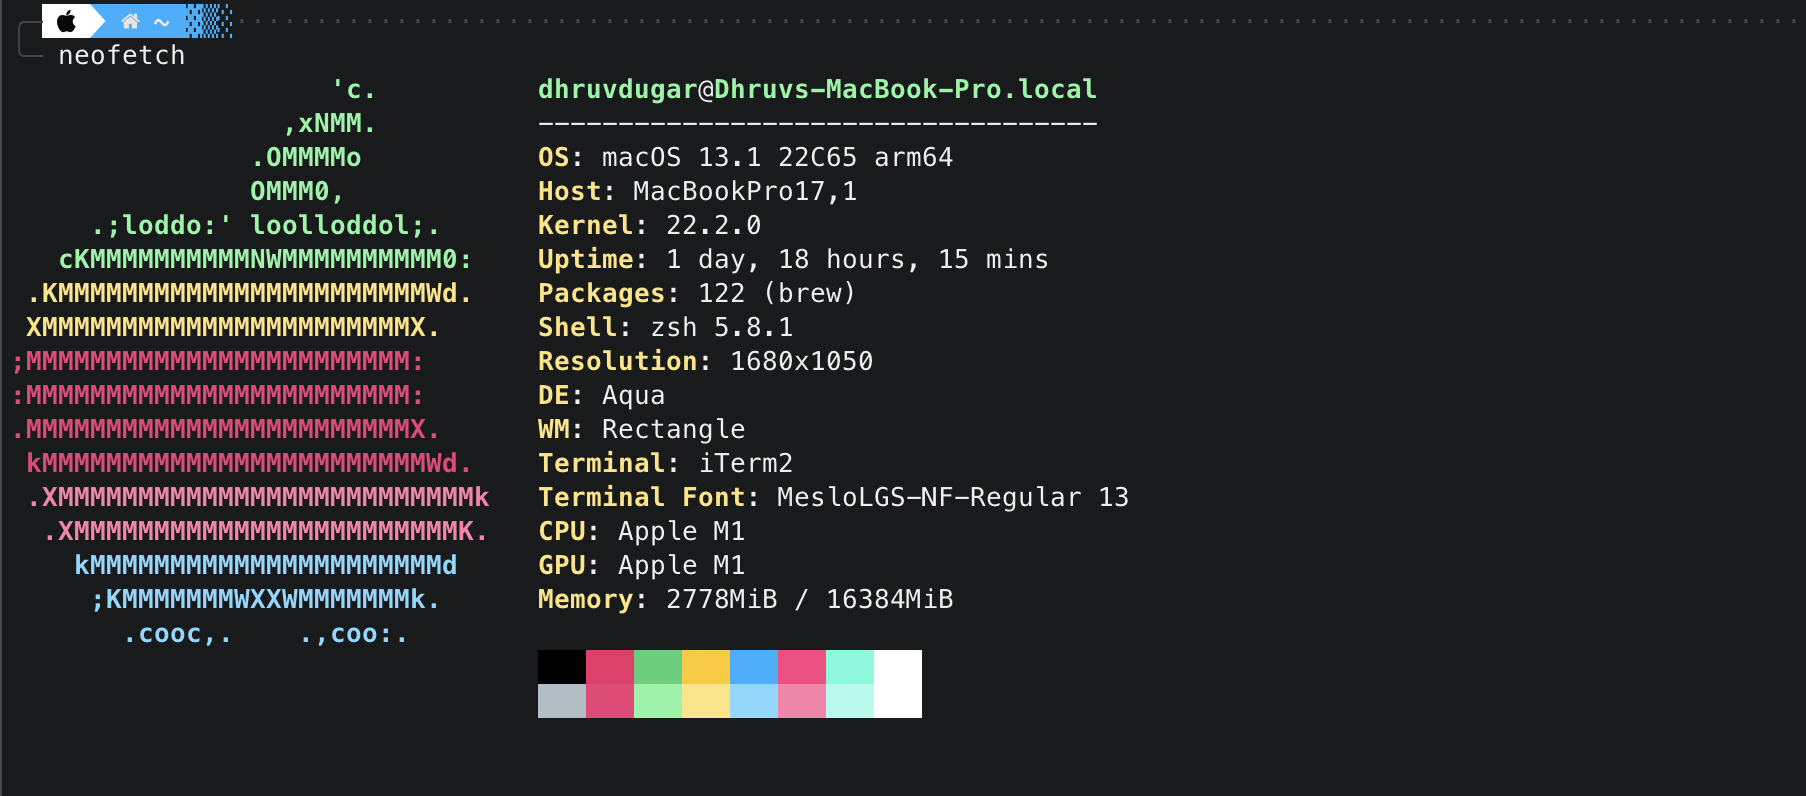 ~
neofetch
'c.
,xNMM.
.OMMMMo
OMMM0,
.;loddo:' loolloddol;.
cKMMMMMMMMMMNWMMMMMMMMMM0:
.KMMMMMMMMMMMMMMMMMMMMMMMWd.
XMMMMMMMMMMMMMMMMMMMMMMMX.
;MMMMMMMMMMMMMMMMMMMMMMMM:
:MMMMMMMMMMMMMMMMMMMMMMMM:
.MMMMMMMMMMMMMMMMMMMMMMMMX.
kMMMMMMMMMMMMMMMMMMMMMMMMWd.
.XMMMMMMMMMMMMMMMMMMMMMMMMMMk
.XMMMMMMMMMMMMMMMMMMMMMMMMK.
kMMMMMMMMMMMMMMMMMMMMMMd
;KMMMMMMMWXXWMMMMMMMk.
.cooc,.    .,coo:.
dhruvdugar@Dhruvs-MacBook-Pro.local
-----------------------------------
OS: macOS 13.1 22C65 arm64
Host: MacBookPro17,1
Kernel: 22.2.0
Uptime: 1 day, 18 hours, 15 mins
Packages: 122 (brew)
Shell: zsh 5.8.1
Resolution: 1680x1050
DE: Aqua
WM: Rectangle
Terminal: iTerm2
Terminal Font: MesloLGS-NF-Regular 13
CPU: Apple M1
GPU: Apple M1
Memory: 2778MiB / 16384MiB